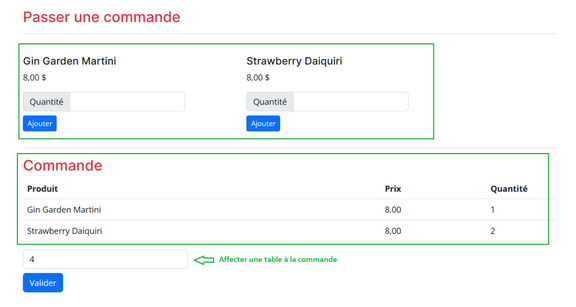 Passer une commande
Gin Garden Martini Strawberry Daiquiri
8,00 $ 8,00 $
Quantité Quantité
Ajouter Ajouter
Commande
Produit Prix Quantité
Gin Garden Martini 8,00 1
Strawberry Daiquiri 8,00 2
4 Affecter une table à la commande
Valider